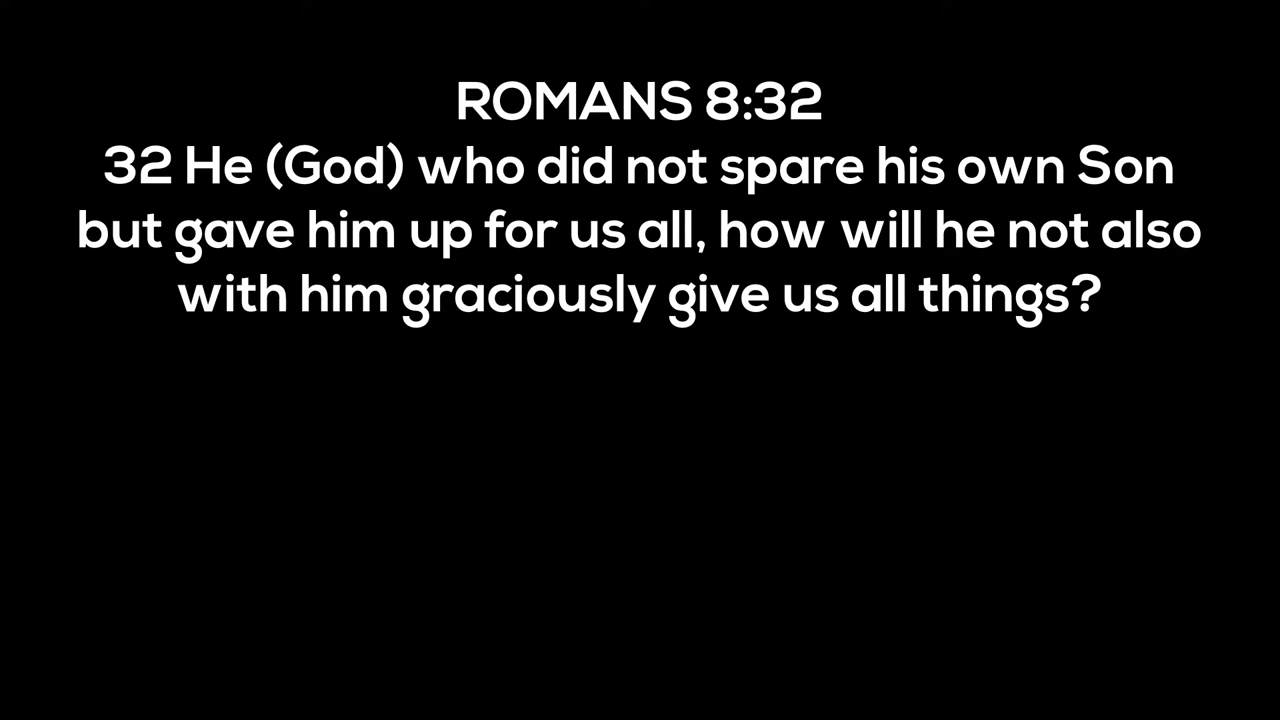 ROMANS 8:32
32 He (God) who did not spare his own Son
but gave him up for us all, how will he not also
with him graciously give us all things?